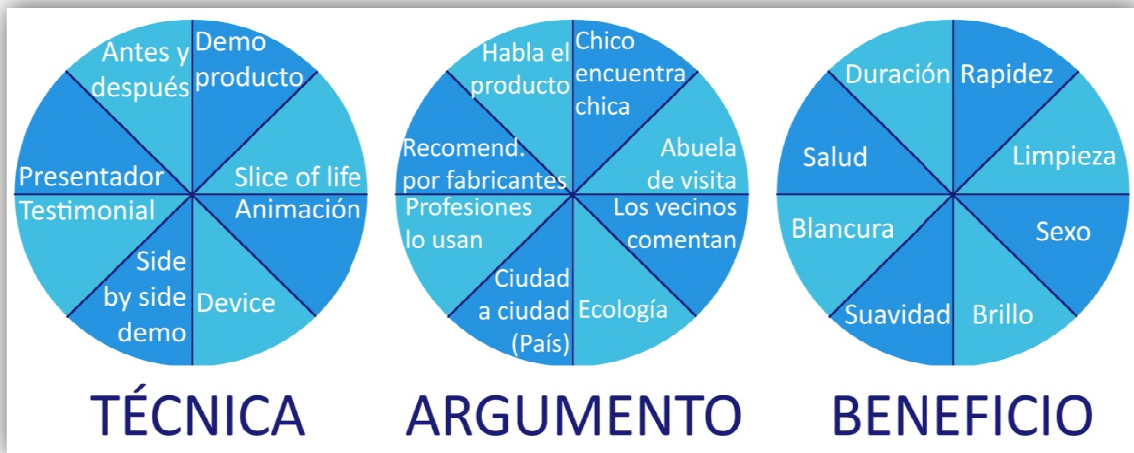 Antes y
después
Demo
producto
Presentador
Slice of life
Testimonial
Animación
Side
by side
demo
Device
TÉCNICA
Habla el
producto
Chico
encuentra
chica
Recomend.
por fabricantes
Abuela
de visita
Profesiones
lo usan
Los vecinos
comentan
Ciudad
a ciudad
(País)
Ecología
ARGUMENTO
Duración
Rapidez
Salud
Limpieza
Blancura
Sexo
Suavidad
Brillo
BENEFICIO